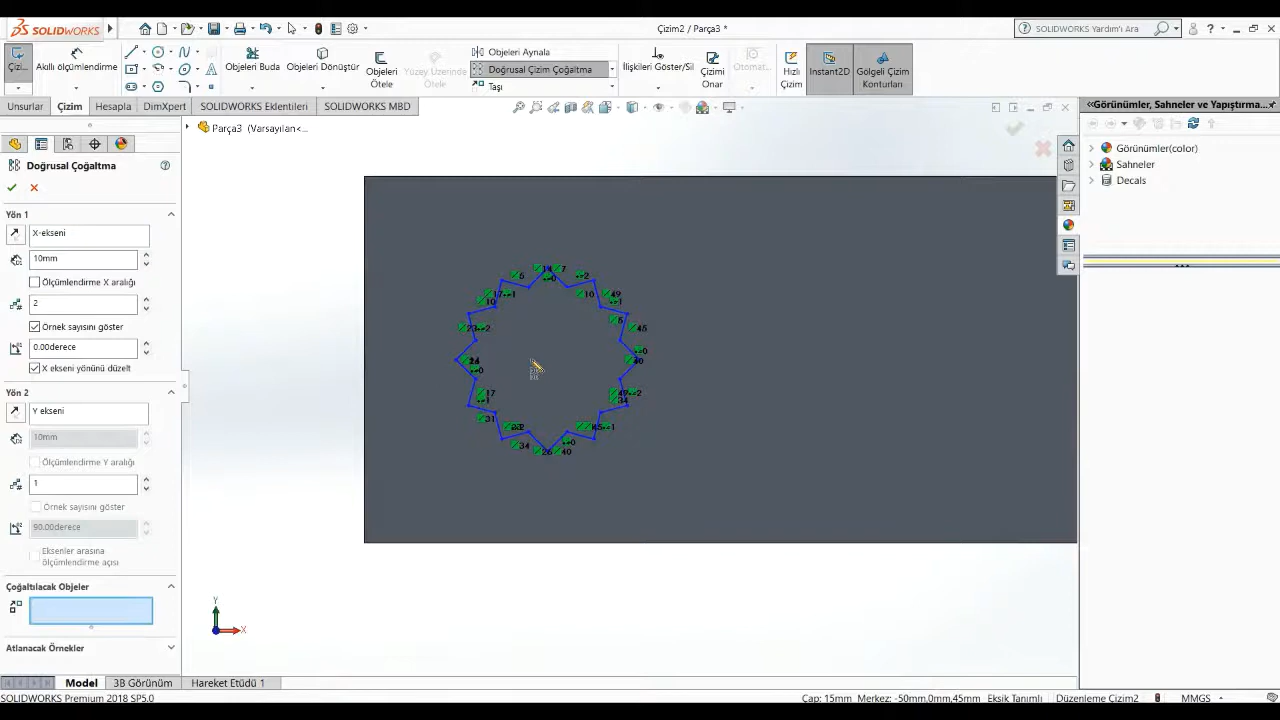 SOLIDWORKS
Çizim2 / Parça3 *
SOLIDWORKS Yardım'ı Ara
Çizi...
Akıllı ölçümlendirme
Objeleri Buda
Objeleri Dönüştür
Objeleri Ötele
Yüzey Üzerinde Ötele
Objeleri Aynala
Doğrusal Çizim Çoğaltma
Taşı
İlişkileri Göster/Sil
Çizimi Onar
Otomat...
Hızlı Çizim
Instant2D
Gölgeli Çizim Konturları
Unsurlar
Çizim
Hesapla
DimXpert
SOLIDWORKS Eklentileri
SOLIDWORKS MBD
Parça3 (Varsayılan<...
Doğrusal Çoğaltma
Yön 1
X-ekseni
10mm
Ölçümlendirme X aralığı
2
Örnek sayısını göster
0.00derece
X ekseni yönünü düzelt
Yön 2
Y ekseni
10mm
Ölçümlendirme Y aralığı
1
Örnek sayısını göster
90.00derece
Eksenler arasına
ölçümlendirme açısı
Çoğaltılacak Objeler
Atlanacak Örnekler
Y
X
<<Görünümler, Sahneler ve Yapıştırma...
Görünümler(color)
Sahneler
Decals
Model
3B Görünüm
Hareket Etüdü 1
SOLIDWORKS Premium 2018 SP5.0
Çap: 15mm Merkez: -50mm,0mm,45mm
Eksik Tanımlı
Düzenleme Çizim2
MMGS